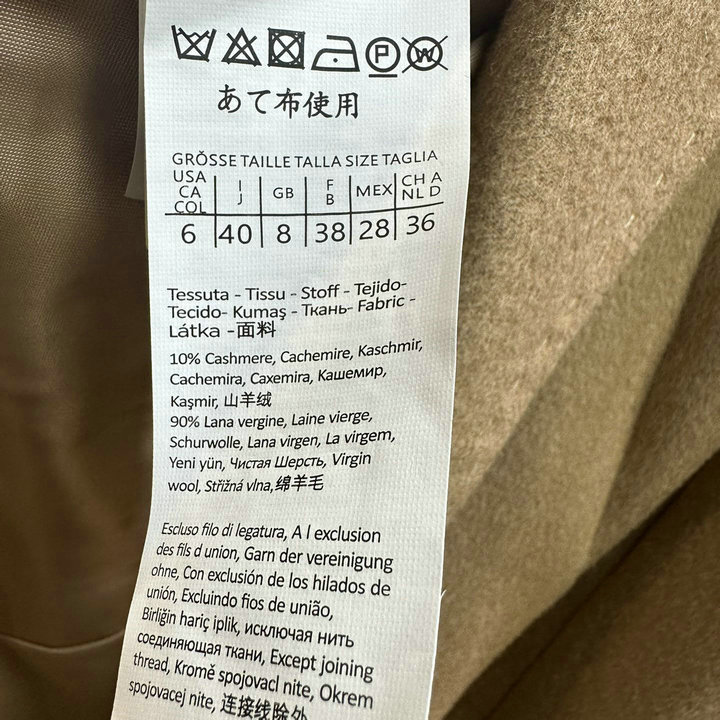 P W
あて布使用
GRÖSSE TAILLE TALLA SIZE TAGLIA
USA CA COL I J GB F B MEX CH A NL D
6 40 8 38 28 36
Tessuta - Tissu - Stoff - Tejido-
Tecido- Kumaş - Ткань- Fabric -
Látka -面料
10% Cashmere, Cachemire, Kaschmir,
Cachemira, Caxemira, Кашемир,
Kaşmir, 山羊绒
90% Lana vergine, Laine vierge,
Schurwolle, Lana virgen, La virgem,
Yeni yün, Чистая Шерсть, Virgin
wool, Střižná vlna,绵羊毛
Escluso filo di legatura, A l exclusion
des fils d union, Garn der vereinigung
ohne, Con exclusión de los hilados de
unión, Excluindo fios de união,
Birliğin hariç iplik, исключая нить
соединяющая ткани, Except joining
thread, Kromě spojovacl nite, Okrem
spojovacej nite, 连接线除外